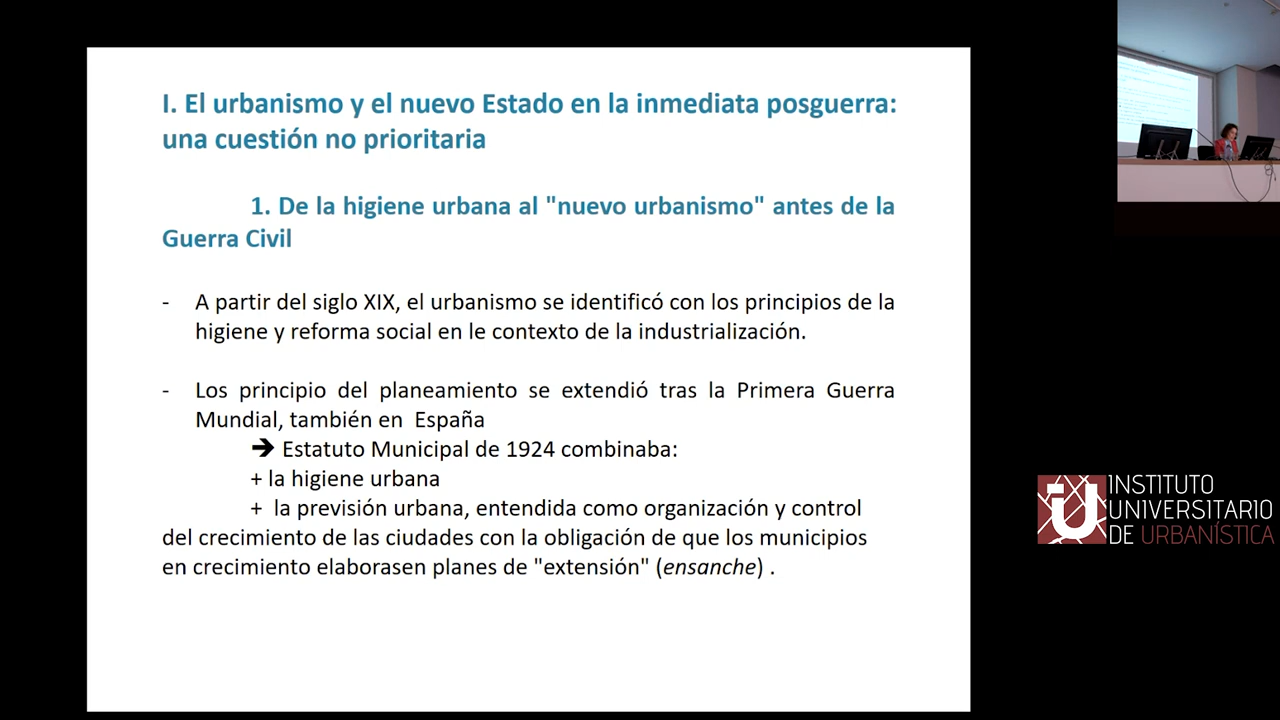 I. El urbanismo y el nuevo Estado en la inmediata posguerra:
una cuestión no prioritaria
1. De la higiene urbana al "nuevo urbanismo" antes de la
Guerra Civil
- A partir del siglo XIX, el urbanismo se identificó con los principios de la
higiene y reforma social en le contexto de la industrialización.
- Los principio del planeamiento se extendió tras la Primera Guerra
Mundial, también en España
➔ Estatuto Municipal de 1924 combinaba:
+ la higiene urbana
+ la previsión urbana, entendida como organización y control
del crecimiento de las ciudades con la obligación de que los municipios
en crecimiento elaborasen planes de "extensión" (ensanche) .
INSTITUTO
UNIVERSITARIO
DE URBANÍSTICA